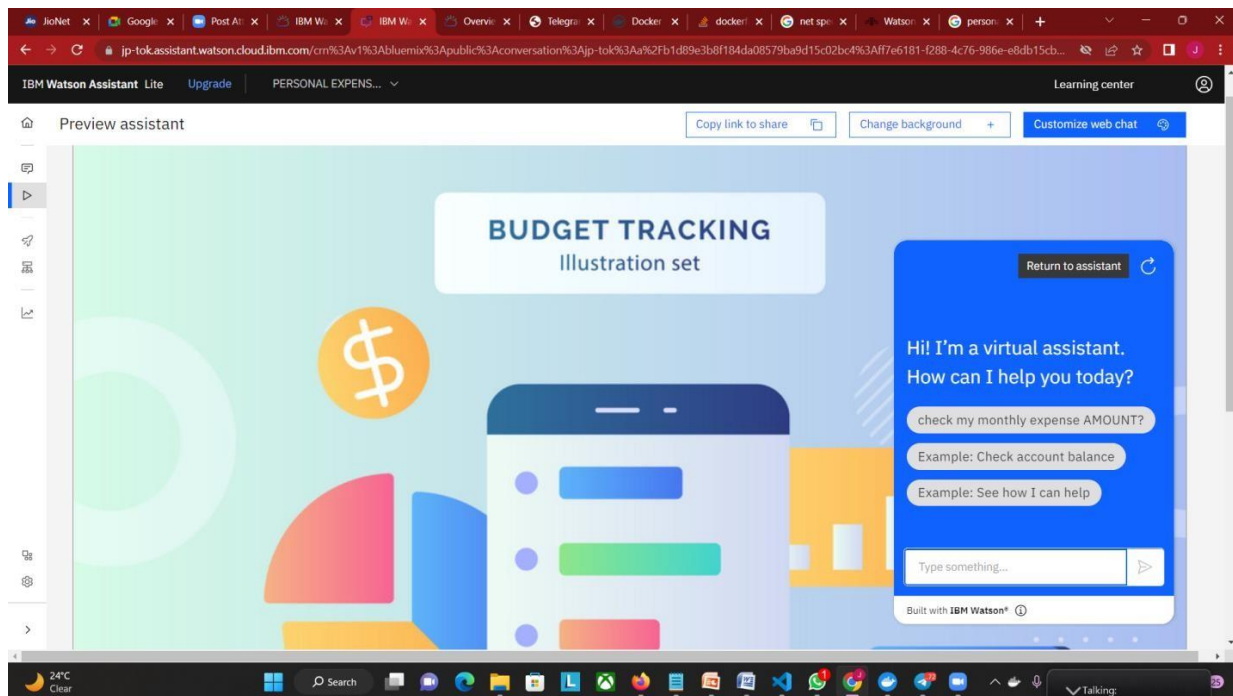 JioNet
Google
Post At
IBM Wa
IBM Wa
Overvie
Telegra
Docker
dockerf
net spe
Watson
person
jp-tok.assistant.watson.cloud.ibm.com/crn%3Av1%3Abluemix%3Apublic%3Aconversation%3Ajp-tok%3Aa%2Fb1d89e3b8f184da08579ba9d15c02bc4%3Aff7e6181-f288-4c76-986e-e8db15cb...
J
IBM Watson Assistant Lite Upgrade PERSONAL EXPENS... Learning center
Preview assistant Copy link to share Change background + Customize web chat
BUDGET TRACKING
Illustration set
Return to assistant
Hi! I'm a virtual assistant.
How can I help you today?
check my monthly expense AMOUNT?
Example: Check account balance
Example: See how I can help
Type something...
Built with IBM Watson®
24°C
Clear
Search
Talking:
25